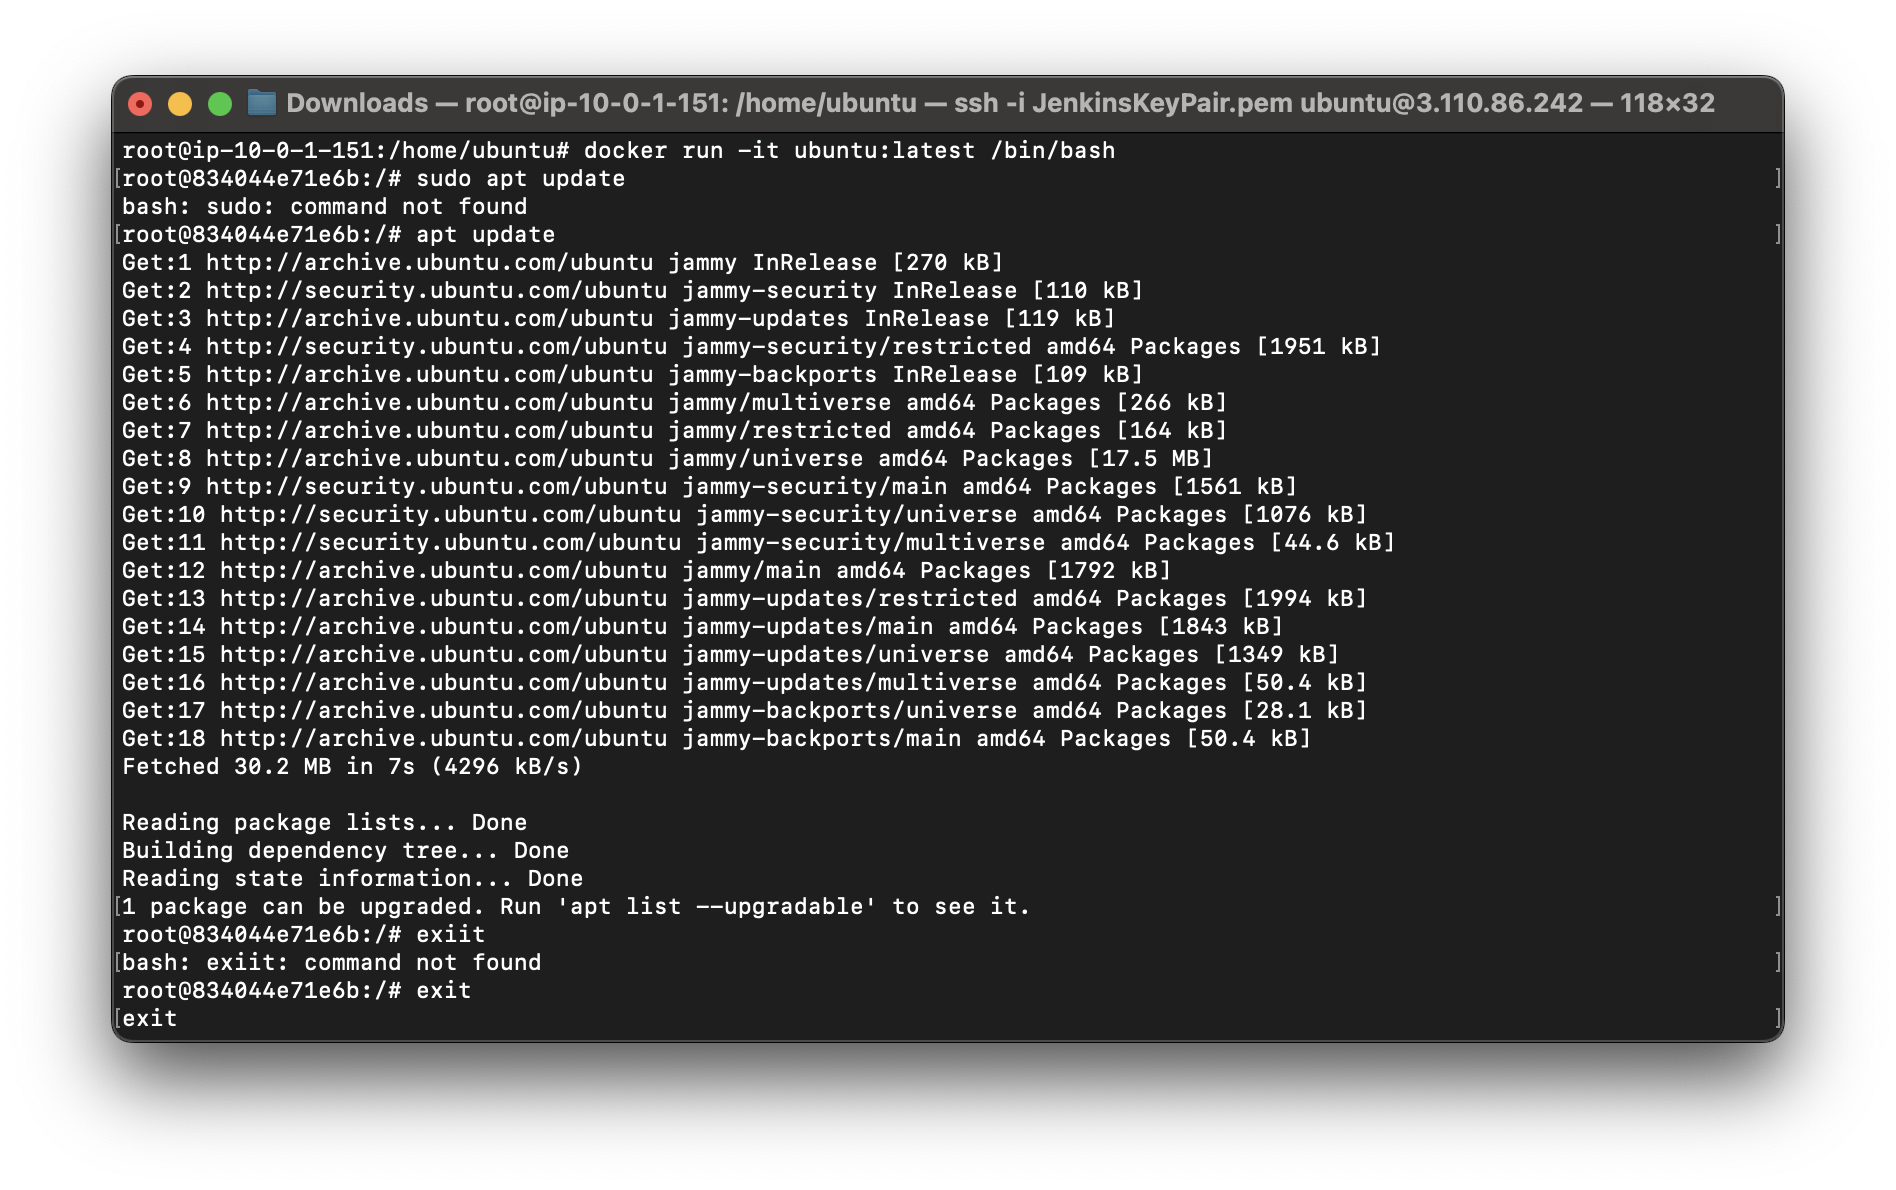 Downloads — root@ip-10-0-1-151: /home/ubuntu — ssh -i JenkinsKeyPair.pem ubuntu@3.110.86.242 — 118×32
root@ip-10-0-1-151:/home/ubuntu# docker run -it ubuntu:latest /bin/bash
[root@834044e71e6b:/# sudo apt update ]
bash: sudo: command not found
[root@834044e71e6b:/# apt update ]
Get:1 http://archive.ubuntu.com/ubuntu jammy InRelease [270 kB]
Get:2 http://security.ubuntu.com/ubuntu jammy-security InRelease [110 kB]
Get:3 http://archive.ubuntu.com/ubuntu jammy-updates InRelease [119 kB]
Get:4 http://security.ubuntu.com/ubuntu jammy-security/restricted amd64 Packages [1951 kB]
Get:5 http://archive.ubuntu.com/ubuntu jammy-backports InRelease [109 kB]
Get:6 http://archive.ubuntu.com/ubuntu jammy/multiverse amd64 Packages [266 kB]
Get:7 http://archive.ubuntu.com/ubuntu jammy/restricted amd64 Packages [164 kB]
Get:8 http://archive.ubuntu.com/ubuntu jammy/universe amd64 Packages [17.5 MB]
Get:9 http://security.ubuntu.com/ubuntu jammy-security/main amd64 Packages [1561 kB]
Get:10 http://security.ubuntu.com/ubuntu jammy-security/universe amd64 Packages [1076 kB]
Get:11 http://security.ubuntu.com/ubuntu jammy-security/multiverse amd64 Packages [44.6 kB]
Get:12 http://archive.ubuntu.com/ubuntu jammy/main amd64 Packages [1792 kB]
Get:13 http://archive.ubuntu.com/ubuntu jammy-updates/restricted amd64 Packages [1994 kB]
Get:14 http://archive.ubuntu.com/ubuntu jammy-updates/main amd64 Packages [1843 kB]
Get:15 http://archive.ubuntu.com/ubuntu jammy-updates/universe amd64 Packages [1349 kB]
Get:16 http://archive.ubuntu.com/ubuntu jammy-updates/multiverse amd64 Packages [50.4 kB]
Get:17 http://archive.ubuntu.com/ubuntu jammy-backports/universe amd64 Packages [28.1 kB]
Get:18 http://archive.ubuntu.com/ubuntu jammy-backports/main amd64 Packages [50.4 kB]
Fetched 30.2 MB in 7s (4296 kB/s)
Reading package lists... Done
Building dependency tree... Done
Reading state information... Done
[1 package can be upgraded. Run 'apt list --upgradable' to see it. ]
root@834044e71e6b:/# exiit
[bash: exiit: command not found ]
root@834044e71e6b:/# exit
[exit ]